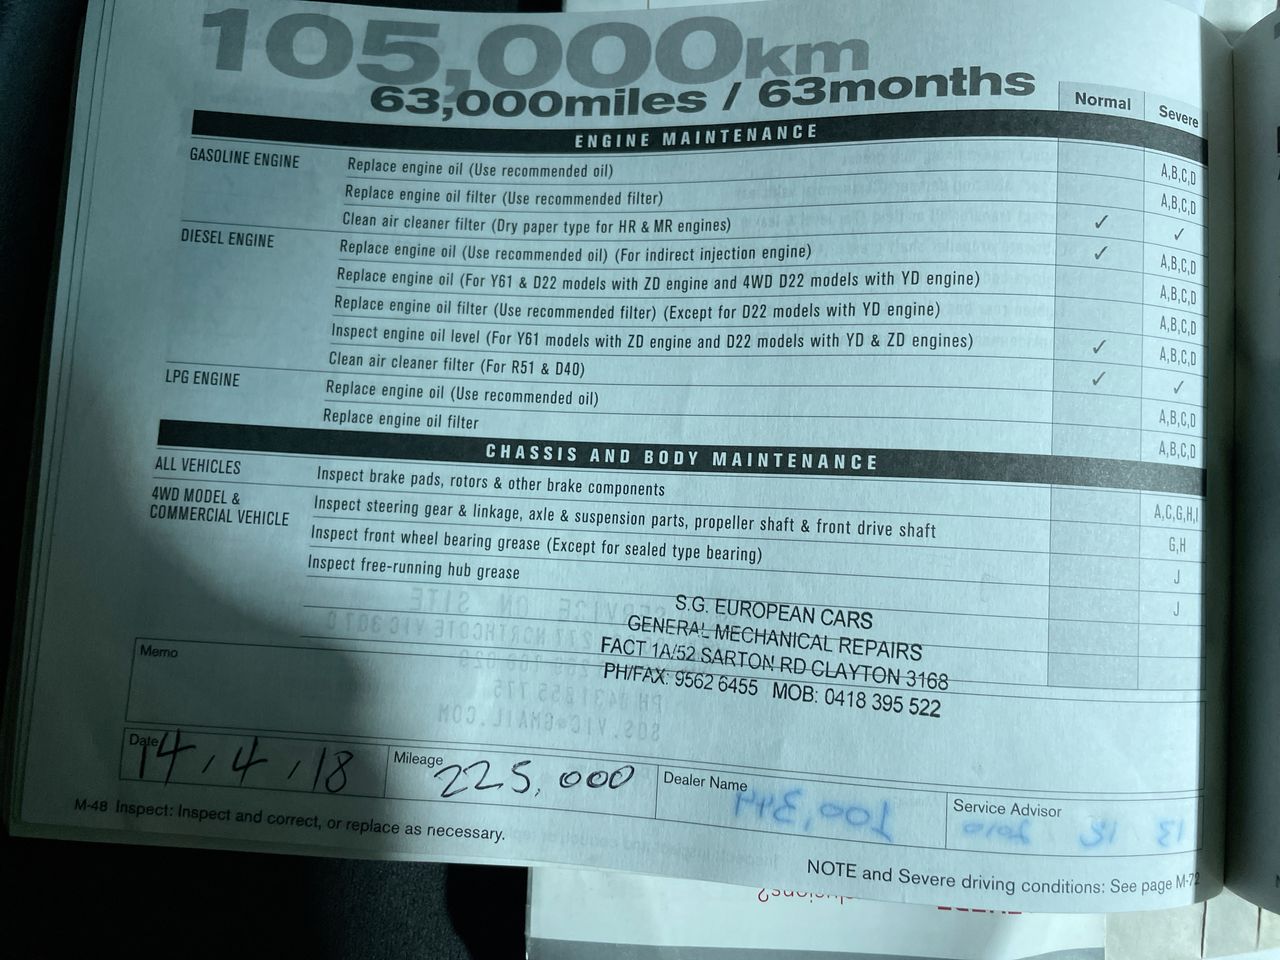 105,000km
63,000miles / 63months
Normal Severe
ENGINE MAINTENANCE
GASOLINE ENGINE Replace engine oil (Use recommended oil) A,B,C,D
Replace engine oil filter (Use recommended filter) A,B,C,D
Clean air cleaner filter (Dry paper type for HR & MR engines) ✓ ✓
DIESEL ENGINE Replace engine oil (Use recommended oil) (For indirect injection engine) ✓ A,B,C,D
Replace engine oil (For Y61 & D22 models with ZD engine and 4WD D22 models with YD engine) A,B,C,D
Replace engine oil filter (Use recommended filter) (Except for D22 models with YD engine) A,B,C,D
Inspect engine oil level (For Y61 models with ZD engine and D22 models with YD & ZD engines) ✓ A,B,C,D
Clean air cleaner filter (For R51 & D40) ✓ ✓
LPG ENGINE Replace engine oil (Use recommended oil) A,B,C,D
Replace engine oil filter A,B,C,D
CHASSIS AND BODY MAINTENANCE
ALL VEHICLES Inspect brake pads, rotors & other brake components A,C,G,H,I
4WD MODEL & COMMERCIAL VEHICLE Inspect steering gear & linkage, axle & suspension parts, propeller shaft & front drive shaft G,H
Inspect front wheel bearing grease (Except for sealed type bearing) J
Inspect free-running hub grease J
S.G. EUROPEAN CARS
GENERAL MECHANICAL REPAIRS
FACT 1A/52 SARTON RD CLAYTON 3168
PH/FAX: 9562 6455 MOB: 0418 395 522
Memo
Date 14,4,18 Mileage 225,000 Dealer Name Service Advisor
M-48 Inspect: Inspect and correct, or replace as necessary.
NOTE and Severe driving conditions: See page M-72